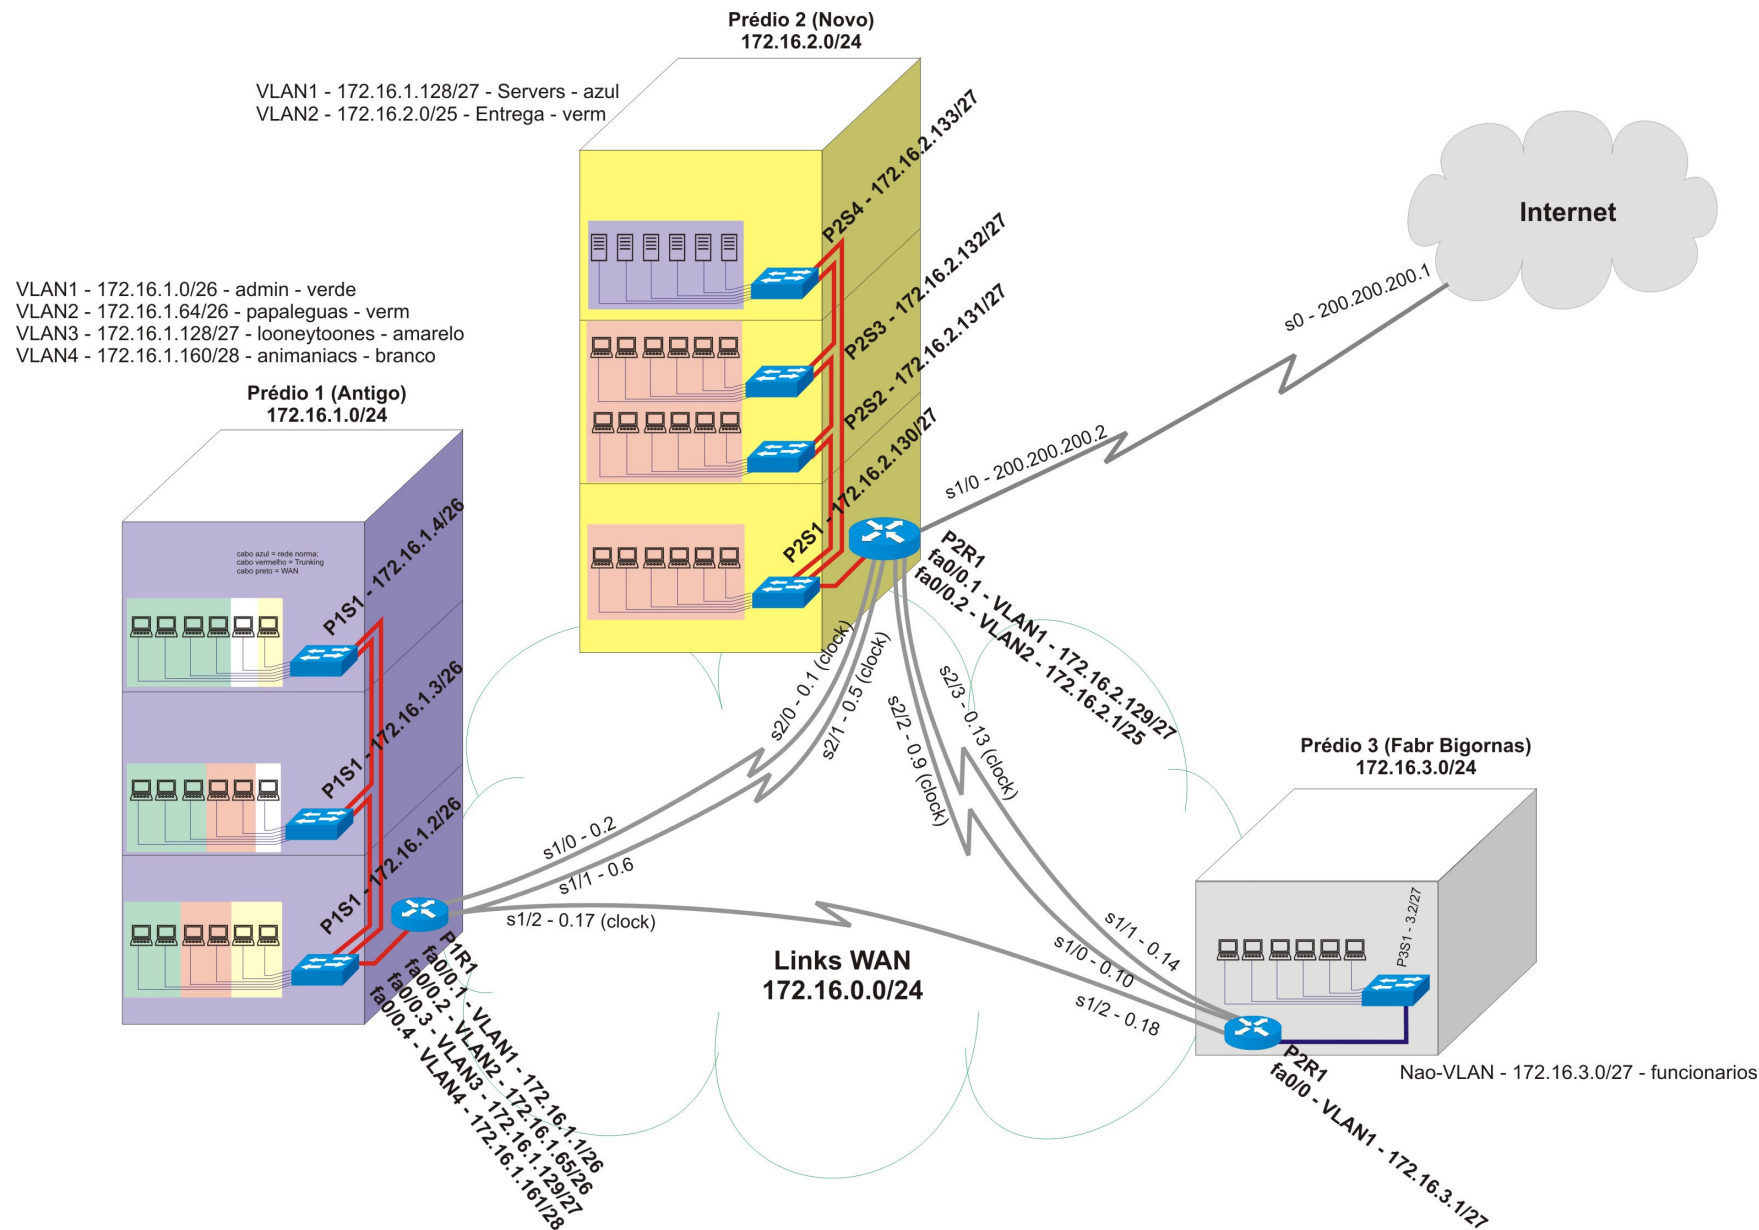 Prédio 2 (Novo)
172.16.2.0/24
VLAN1 - 172.16.1.128/27 - Servers - azul
VLAN2 - 172.16.2.0/25 - Entrega - verm
P2S4 - 172.16.2.133/27
P2S3 - 172.16.2.132/27
P2S2 - 172.16.2.131/27
P2S1 - 172.16.2.130/27
Internet
s0 - 200.200.200.1
s1/0 - 200.200.200.2
VLAN1 - 172.16.1.0/26 - admin - verde
VLAN2 - 172.16.1.64/26 - papaleguas - verm
VLAN3 - 172.16.1.128/27 - looneytoones - amarelo
VLAN4 - 172.16.1.160/28 - animaniacs - branco
Prédio 1 (Antigo)
172.16.1.0/24
cabo azul = rede norma;
cabo vermelho = Trunking
cabo preto = WAN
P1S1 - 172.16.1.4/26
P1S1 - 172.16.1.3/26
P1S1 - 172.16.1.2/26
P2R1
fa0/0.1 - VLAN1 - 172.16.2.129/27
fa0/0.2 - VLAN2 - 172.16.2.1/25
s2/0 - 0.1 (clock)
s2/1 - 0.5 (clock)
s2/2 - 0.9 (clock)
s2/3 - 0.13 (clock)
s1/0 - 0.2
s1/1 - 0.6
s1/2 - 0.17 (clock)
Links WAN
172.16.0.0/24
s1/1 - 0.14
s1/0 - 0.10
s1/2 - 0.18
P1R1
fa0/0.1 - VLAN1 - 172.16.1.1/26
fa0/0.2 - VLAN2 - 172.16.1.65/26
fa0/0.3 - VLAN3 - 172.16.1.129/27
fa0/0.4 - VLAN4 - 172.16.1.161/28
Prédio 3 (Fabr Bigornas)
172.16.3.0/24
P3S1 - 3.2/27
Nao-VLAN - 172.16.3.0/27 - funcionarios
P2R1
fa0/0 - VLAN1 - 172.16.3.1/27